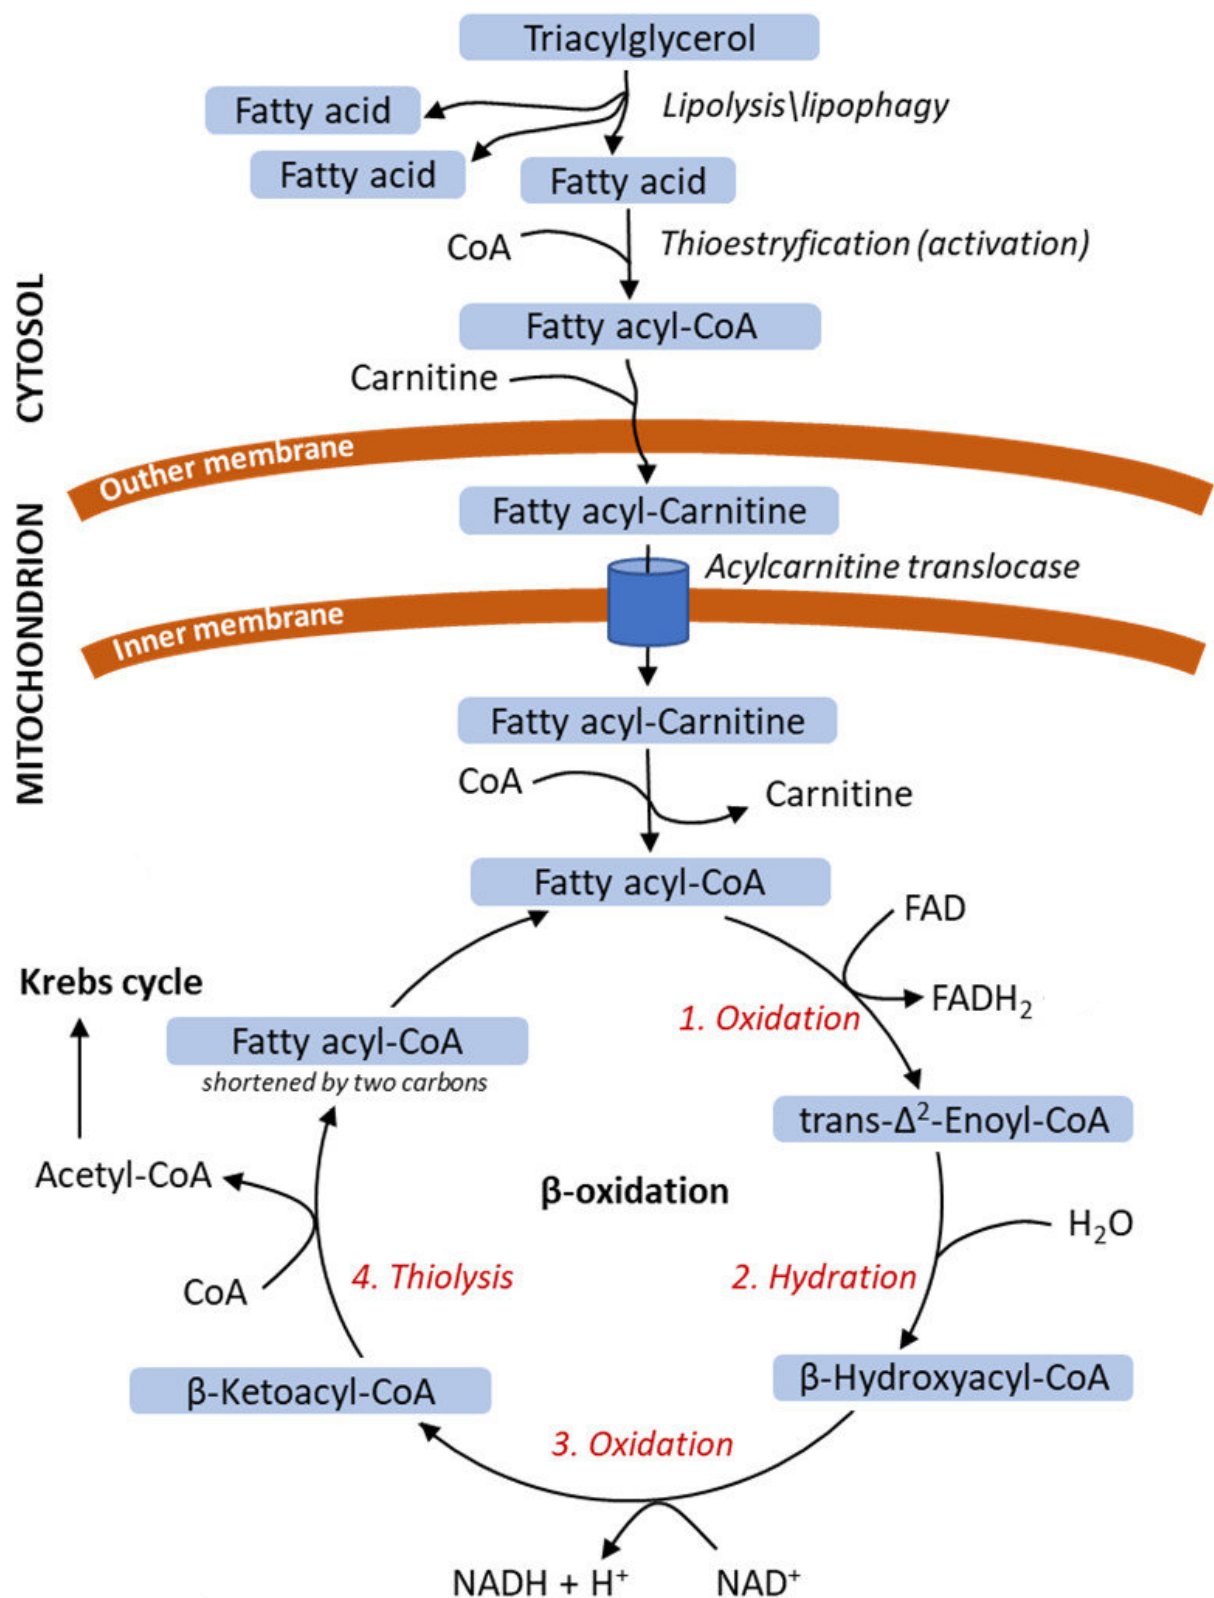 Triacylglycerol
Fatty acid
Lipolysis\lipophagy
Fatty acid
Fatty acid
CoA
Thioestryfication (activation)
Fatty acyl-CoA
Carnitine
CYTOSOL
Outher membrane
Fatty acyl-Carnitine
Acylcarnitine translocase
Inner membrane
MITOCHONDRION
Fatty acyl-Carnitine
CoA
Carnitine
Fatty acyl-CoA
FAD
Krebs cycle
FADH₂
1. Oxidation
Fatty acyl-CoA
shortened by two carbons
trans-Δ²-Enoyl-CoA
Acetyl-CoA
β-oxidation
H₂O
CoA
4. Thiolysis
2. Hydration
β-Ketoacyl-CoA
β-Hydroxyacyl-CoA
3. Oxidation
NADH + H⁺
NAD⁺